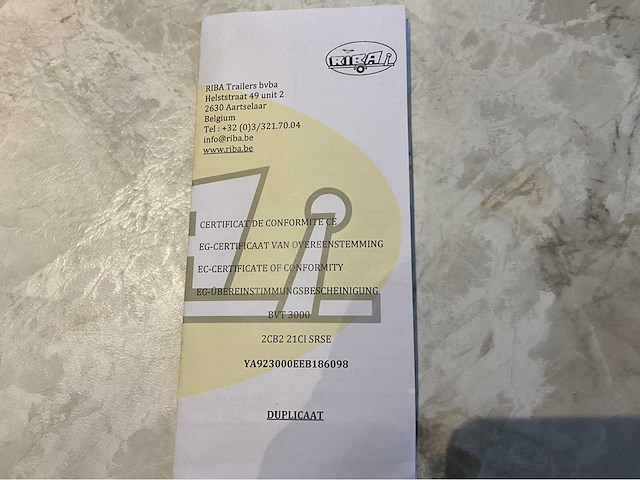 RIBA
RIBA Trailers bvba
Helststraat 49 unit 2
2630 Aartselaar
Belgium
Tel : +32 (0)3/321.70.04
info@riba.be
www.riba.be
CERTIFICAT DE CONFORMITE CE
EG-CERTIFICAAT VAN OVEREENSTEMMING
EC-CERTIFICATE OF CONFORMITY
EG-ÜBEREINSTIMMUNGSBESCHEINIGUNG
BVT 3000
2CB2 21CI SRSE
YA923000EEB186098
DUPLICAAT